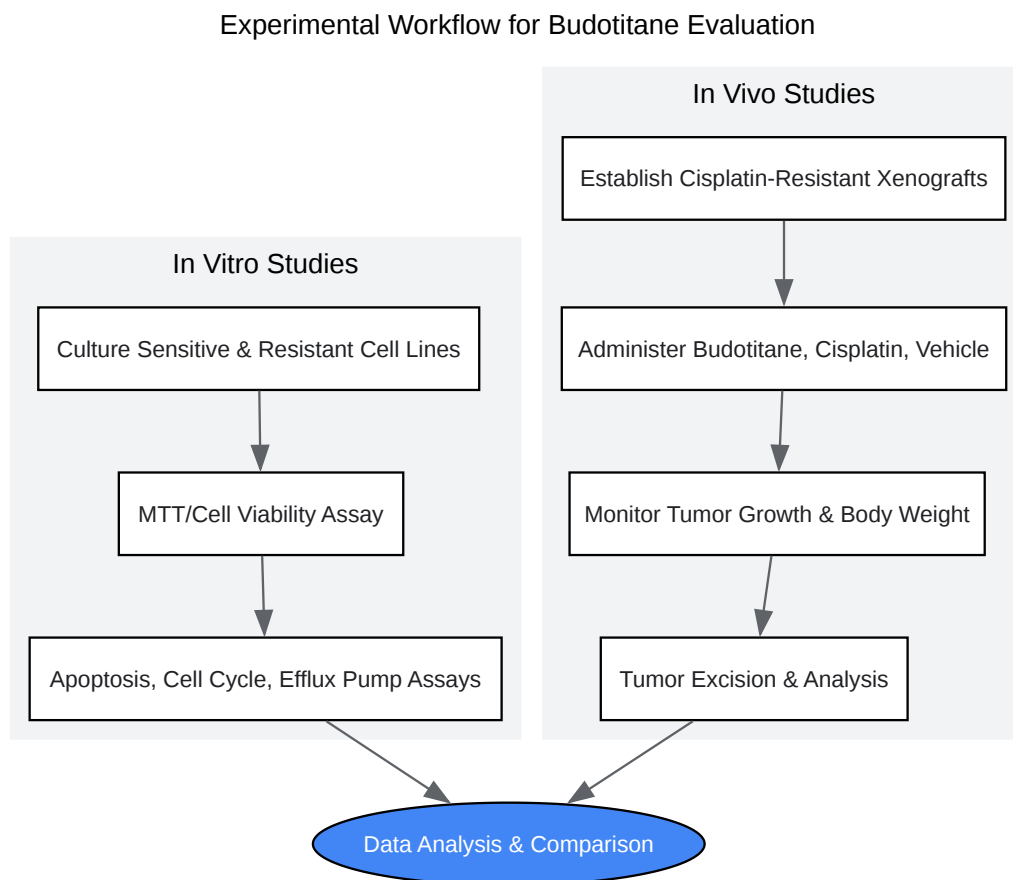 Experimental Workflow for Budotitane Evaluation
In Vitro Studies
Culture Sensitive & Resistant Cell Lines
MTT/Cell Viability Assay
Apoptosis, Cell Cycle, Efflux Pump Assays
In Vivo Studies
Establish Cisplatin-Resistant Xenografts
Administer Budotitane, Cisplatin, Vehicle
Monitor Tumor Growth & Body Weight
Tumor Excision & Analysis
Data Analysis & Comparison